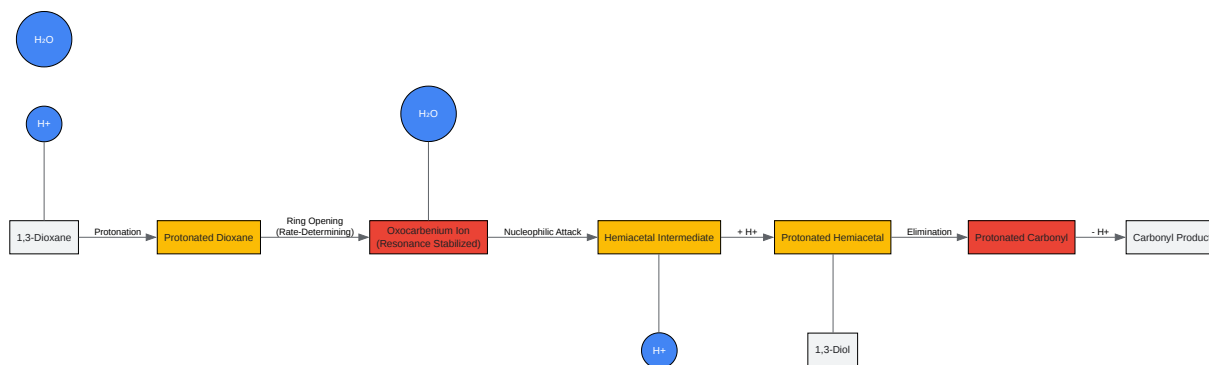 H₂O
H+
H₂O
1,3-Dioxane
Protonation
Protonated Dioxane
Ring Opening
(Rate-Determining)
Oxocarbenium Ion
(Resonance Stabilized)
Nucleophilic Attack
Hemiacetal Intermediate
+ H+
Protonated Hemiacetal
Elimination
Protonated Carbonyl
- H+
Carbonyl Product
H+
1,3-Diol